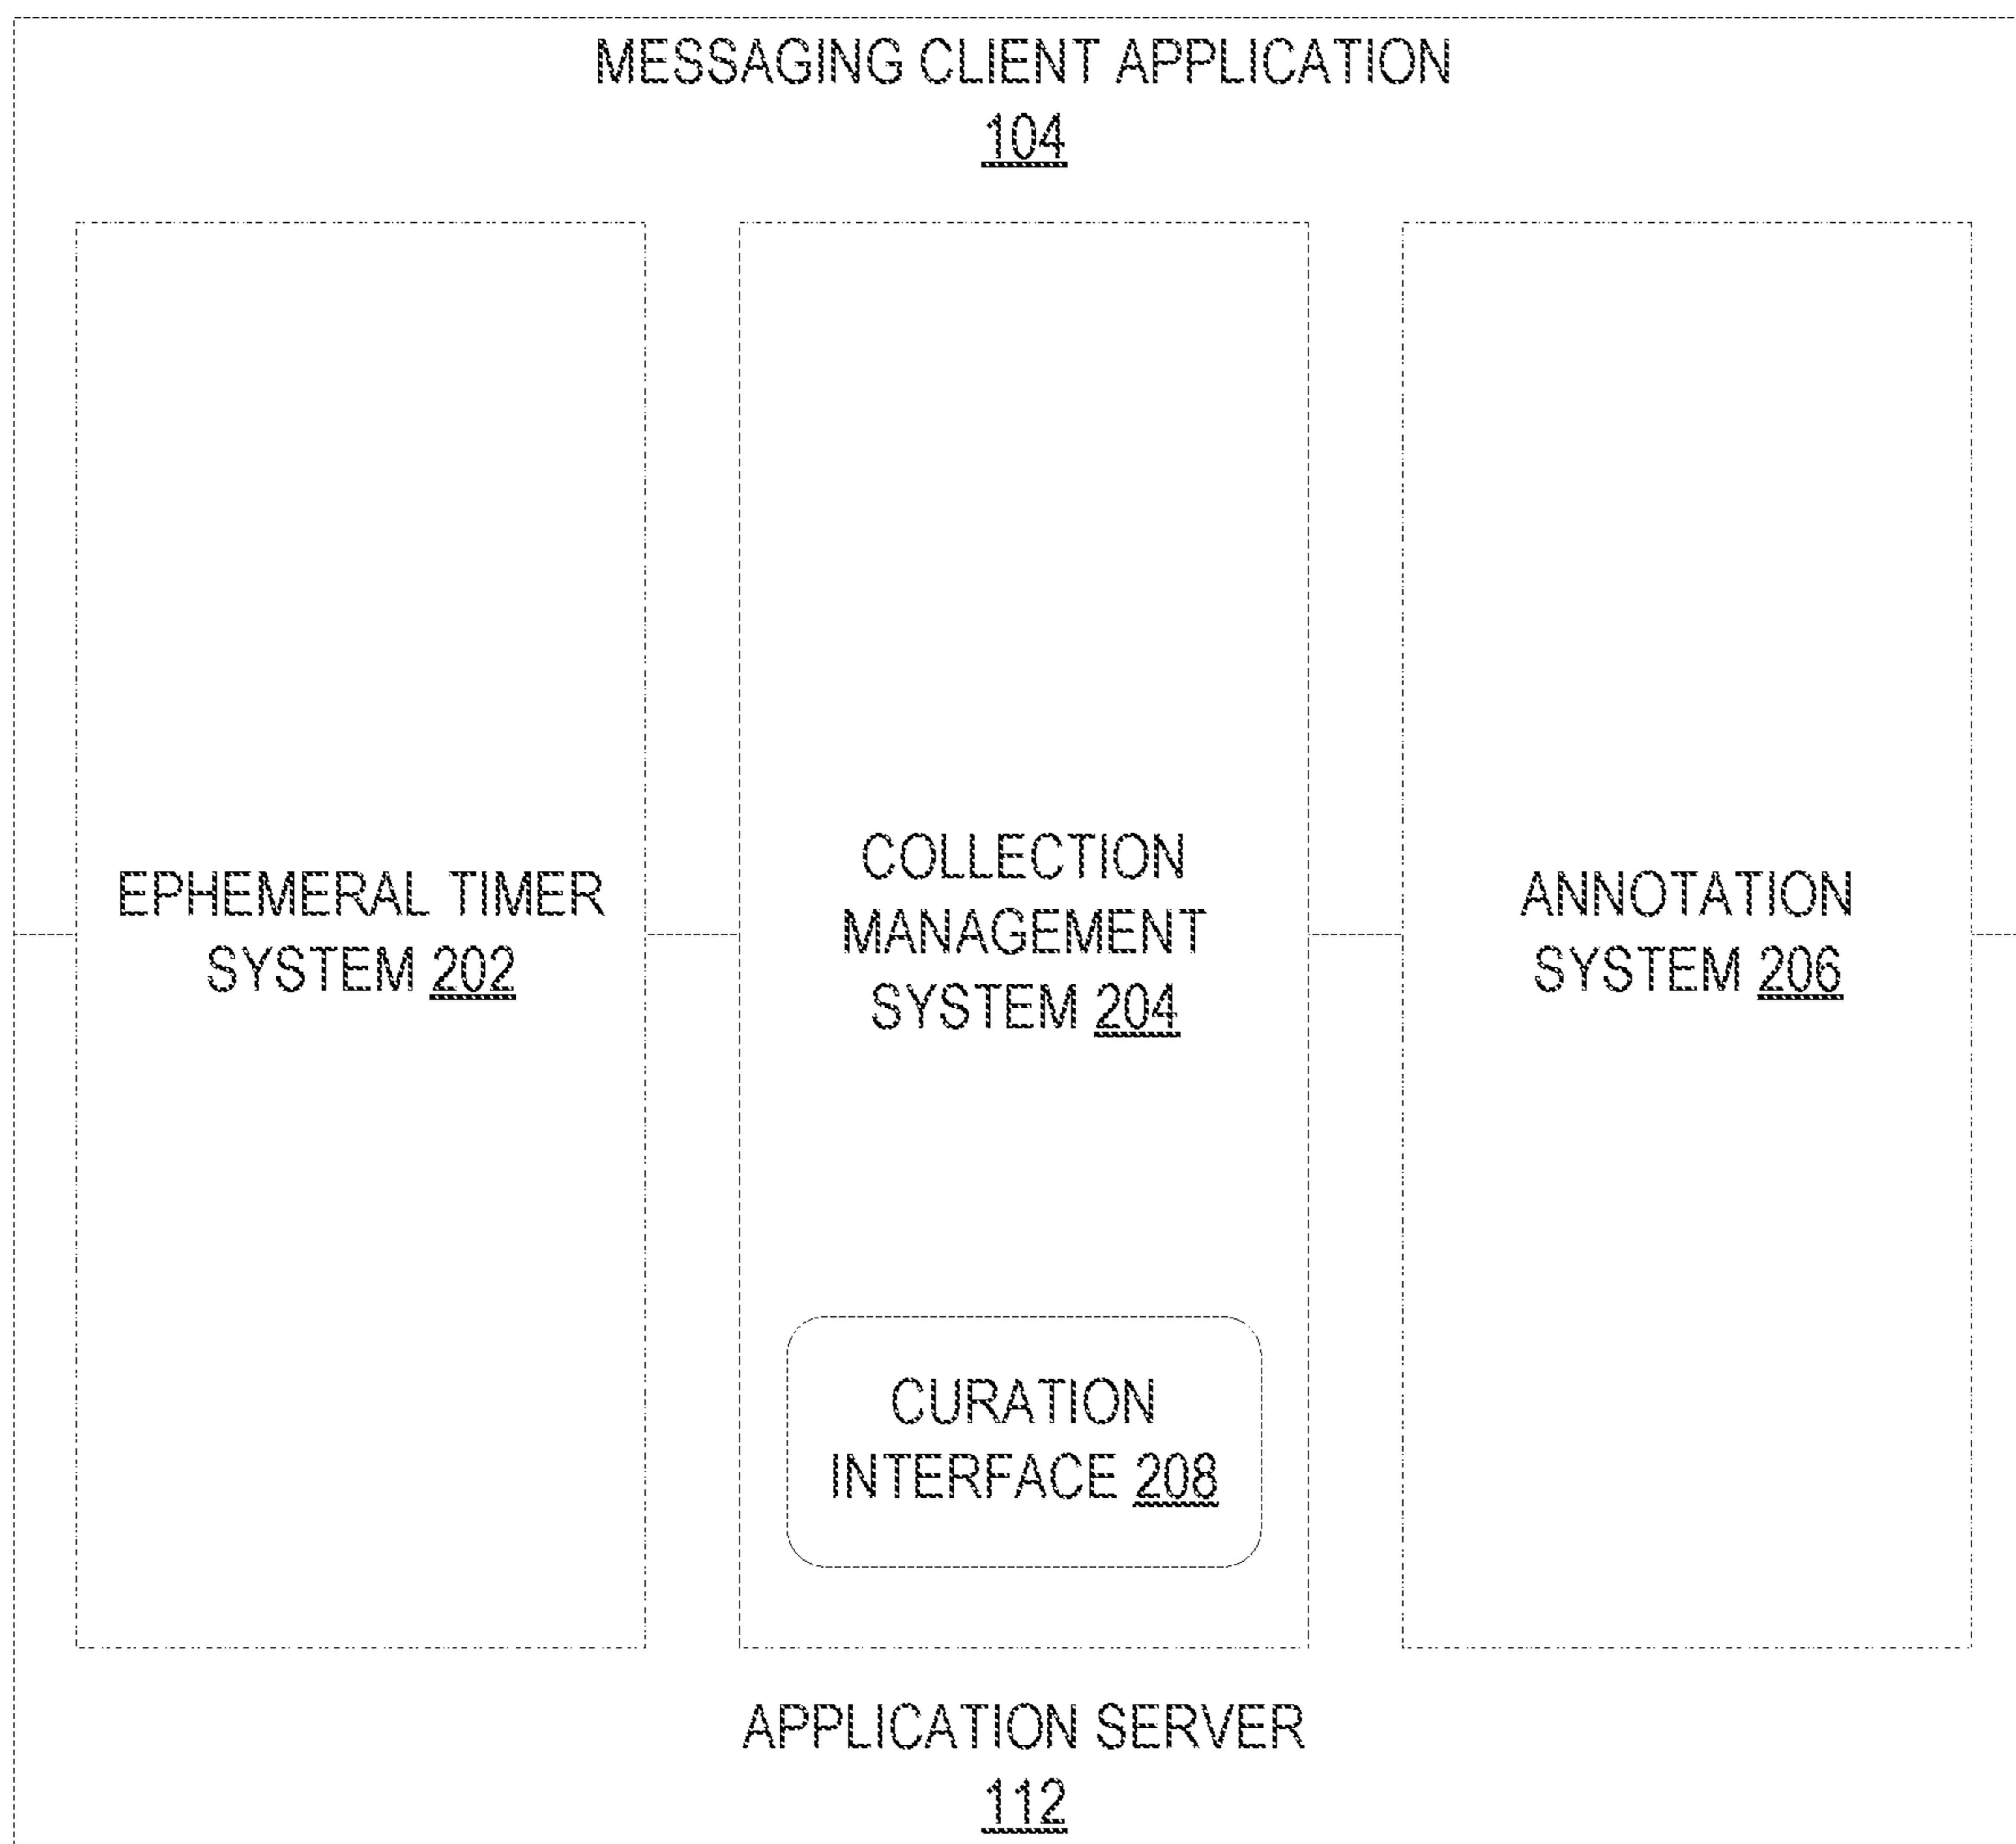 MESSAGING CLIENT APPLICATION
104
EPHEMERAL TIMER
SYSTEM 202
COLLECTION
MANAGEMENT
SYSTEM 204
ANNOTATION
SYSTEM 206
CURATION
INTERFACE 208
APPLICATION SERVER
112